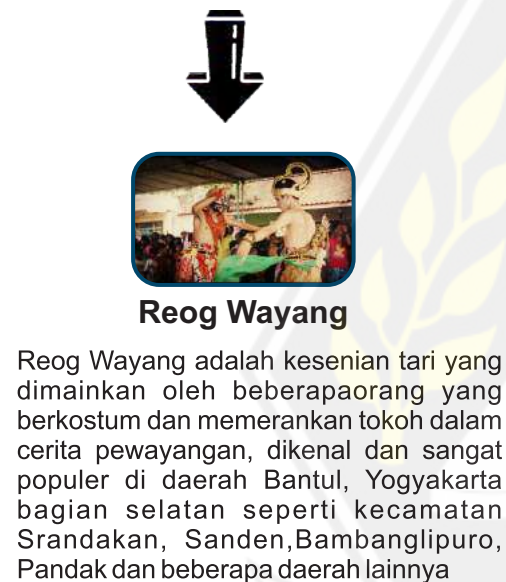 Reog Wayang
Reog Wayang adalah kesenian tari yang
dimainkan oleh beberapaorang yang
berkostum dan memerankan tokoh dalam
cerita pewayangan, dikenal dan sangat
populer di daerah Bantul, Yogyakarta
bagian selatan seperti kecamatan
Srandakan, Sanden,Bambanglipuro,
Pandak dan beberapa daerah lainnya